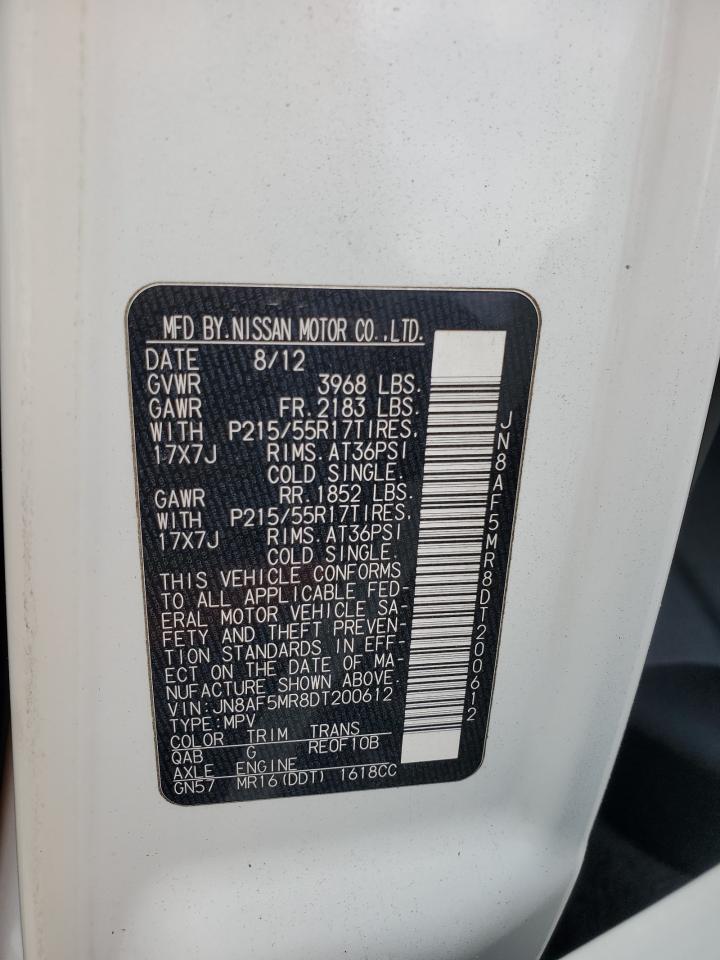 MFD BY.NISSAN MOTOR CO.,LTD.
DATE 8/12
GVWR 3968 LBS.
GAWR FR.2183 LBS.
WITH P215/55R17TIRES,
17X7J RIMS.AT36PSI
COLD SINGLE.
GAWR RR.1852 LBS.
WITH P215/55R17TIRES,
17X7J RIMS.AT36PSI
COLD SINGLE.
THIS VEHICLE CONFORMS
TO ALL APPLICABLE FED-
ERAL MOTOR VEHICLE SA-
FETY AND THEFT PREVEN-
TION STANDARDS IN EFF-
ECT ON THE DATE OF MA-
NUFACTURE SHOWN ABOVE.
VIN:JN8AF5MR8DT200612
TYPE:MPV
COLOR TRIM TRANS
QAB G RE0F10B
AXLE ENGINE
GN57 MR16(DDT) 1618CC
JN8AF5MR8DT200612